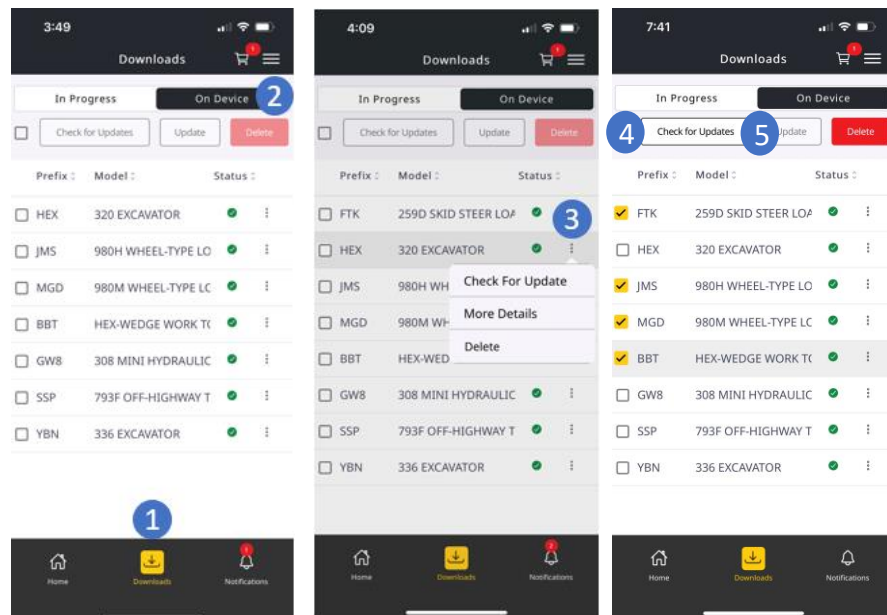 3:49
Downloads
1
In Progress
On Device
2
Check for Updates
Update
Delete
Prefix
Model
Status
HEX 320 EXCAVATOR
JMS 980H WHEEL-TYPE LO
MGD 980M WHEEL-TYPE LC
BBT HEX-WEDGE WORK T(
GW8 308 MINI HYDRAULIC
SSP 793F OFF-HIGHWAY T
YBN 336 EXCAVATOR
1
1
Home
Downloads
Notifications
4:09
Downloads
1
In Progress
On Device
Check for Updates
Update
Delete
Prefix
Model
Status
FTK 259D SKID STEER LOA
3
HEX 320 EXCAVATOR
JMS 980H WH
Check For Update
MGD 980M WH
More Details
BBT HEX-WED
Delete
GW8 308 MINI HYDRAULIC
SSP 793F OFF-HIGHWAY T
YBN 336 EXCAVATOR
2
Home
Downloads
Notifications
7:41
Downloads
1
In Progress
On Device
4
Check for Updates
5
Update
Delete
Prefix
Model
Status
FTK 259D SKID STEER LOA
HEX 320 EXCAVATOR
JMS 980H WHEEL-TYPE LO
MGD 980M WHEEL-TYPE LC
BBT HEX-WEDGE WORK T(
GW8 308 MINI HYDRAULIC
SSP 793F OFF-HIGHWAY T
YBN 336 EXCAVATOR
Home
Downloads
Notifications